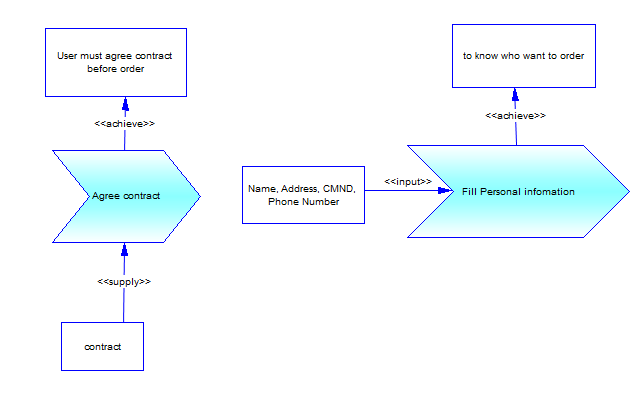 User must agree contract
before order
<<achieve>>
Agree contract
<<supply>>
contract
to know who want to order
<<achieve>>
Name, Address, CMND,
Phone Number
<<input>>
Fill Personal infomation